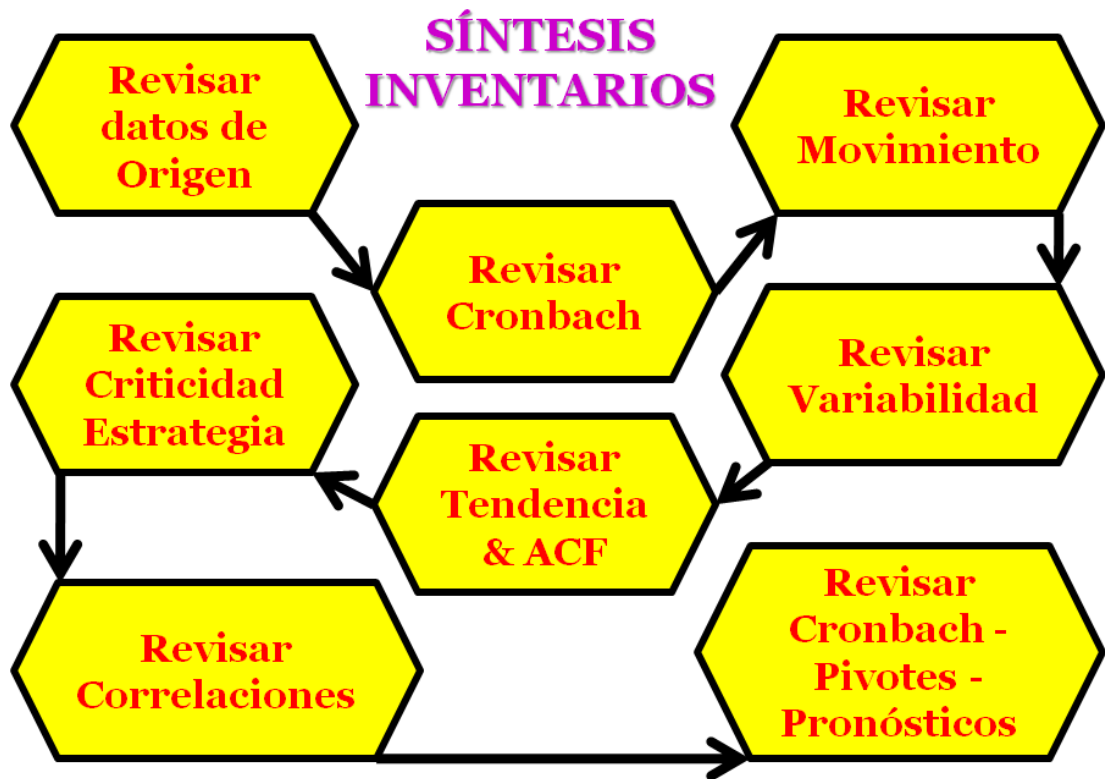 SÍNTESIS
INVENTARIOS
Revisar
datos de
Origen
Revisar
Cronbach
Revisar
Movimiento
Revisar
Variabilidad
Revisar
Tendencia
& ACF
Revisar
Criticidad
Estrategia
Revisar
Correlaciones
Revisar
Cronbach -
Pivotes -
Pronósticos